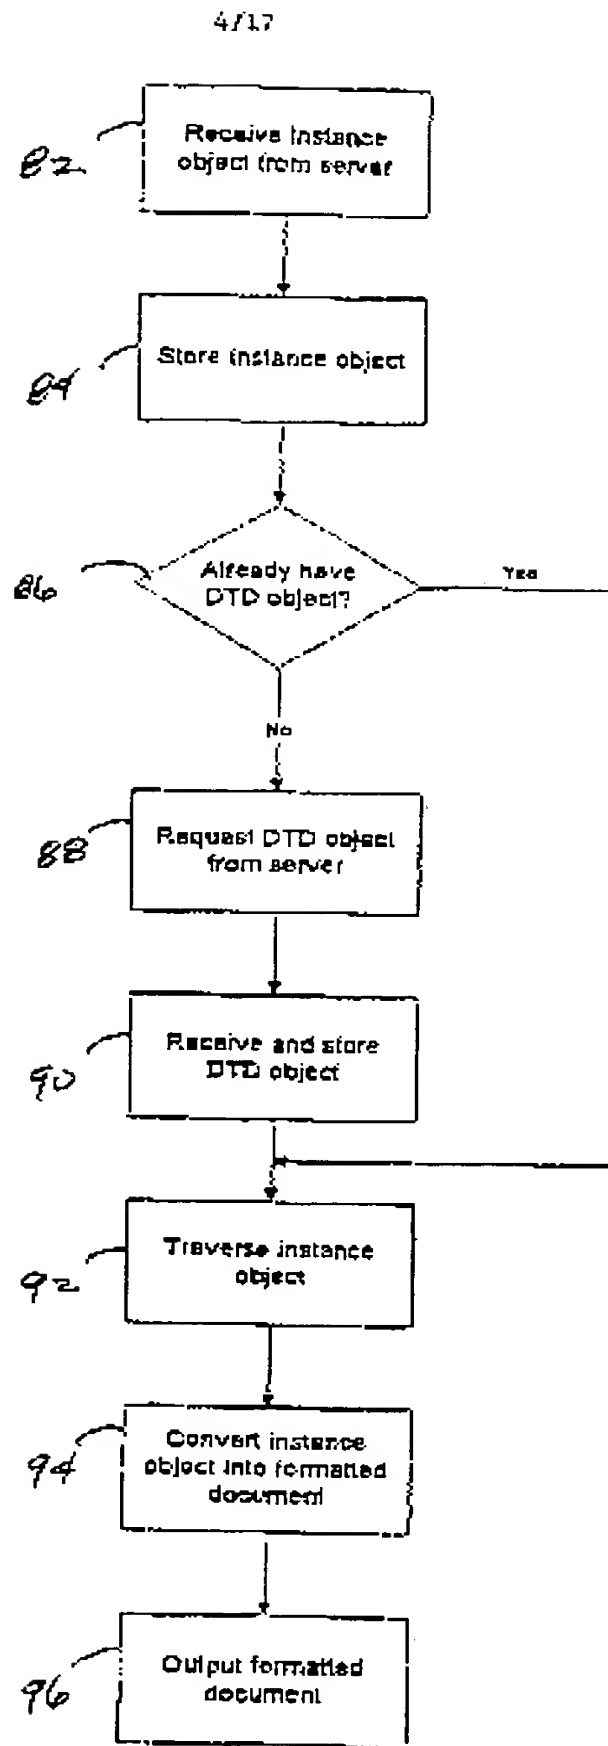 4/17
82
Receive instance
object from server
84
Store instance object
86
Already have
DTD object?
Yes
No
88
Request DTD object
from server
90
Receive and store
DTD object
92
Traverse instance
object
94
Convert instance
object into formatted
document
96
Output formatted
document